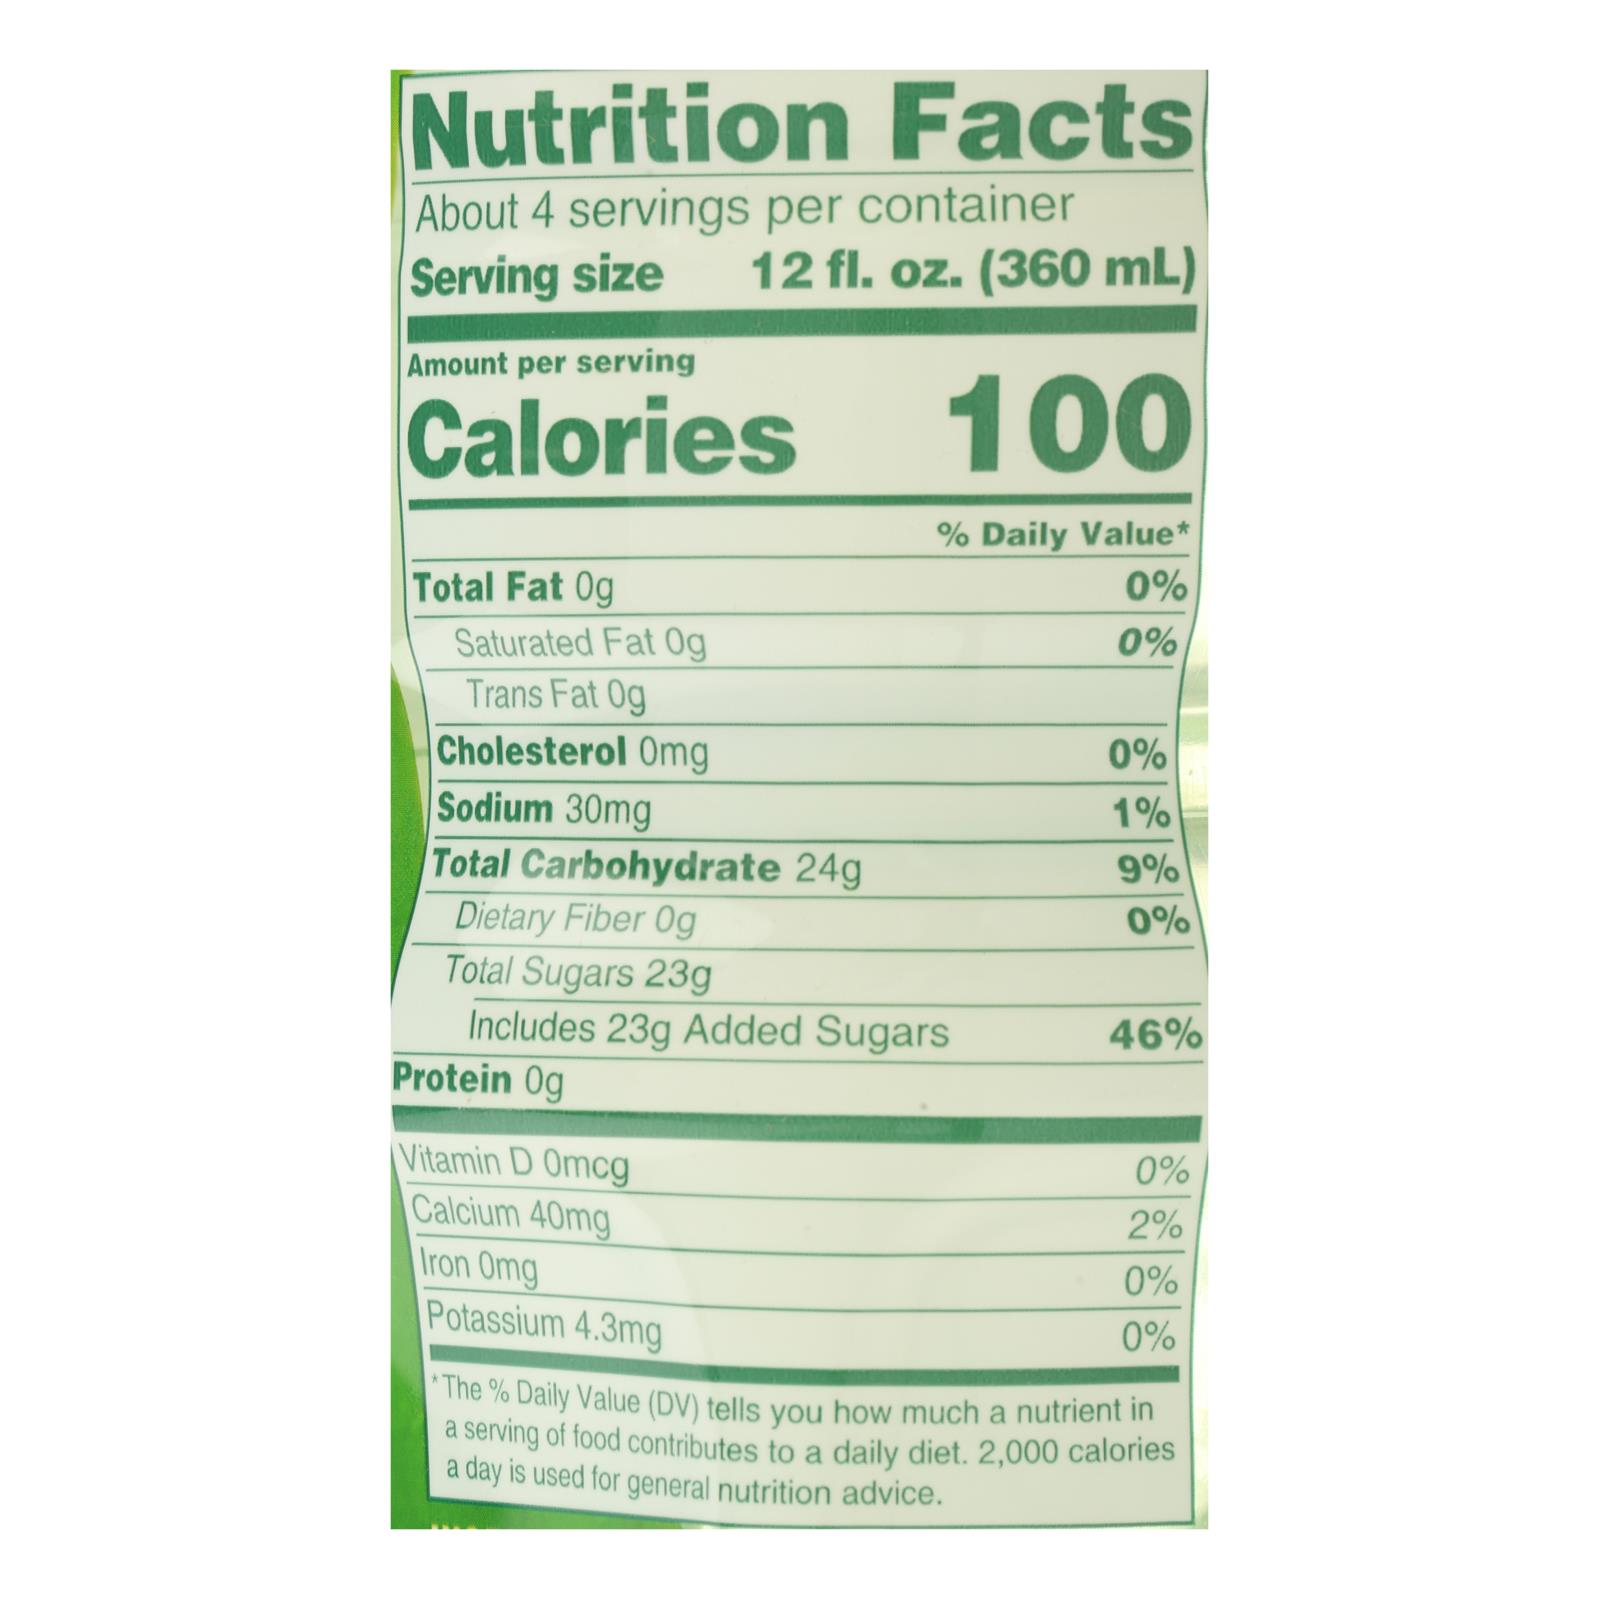 Nutrition Facts
About 4 servings per container
Serving size 12 fl. oz. (360 mL)
Amount per serving
Calories 100
% Daily Value*
Total Fat 0g 0%
Saturated Fat 0g 0%
Trans Fat 0g
Cholesterol 0mg 0%
Sodium 30mg 1%
Total Carbohydrate 24g 9%
Dietary Fiber 0g 0%
Total Sugars 23g
Includes 23g Added Sugars 46%
Protein 0g
Vitamin D 0mcg 0%
Calcium 40mg 2%
Iron 0mg 0%
Potassium 4.3mg 0%
*The % Daily Value (DV) tells you how much a nutrient in
a serving of food contributes to a daily diet. 2,000 calories
a day is used for general nutrition advice.